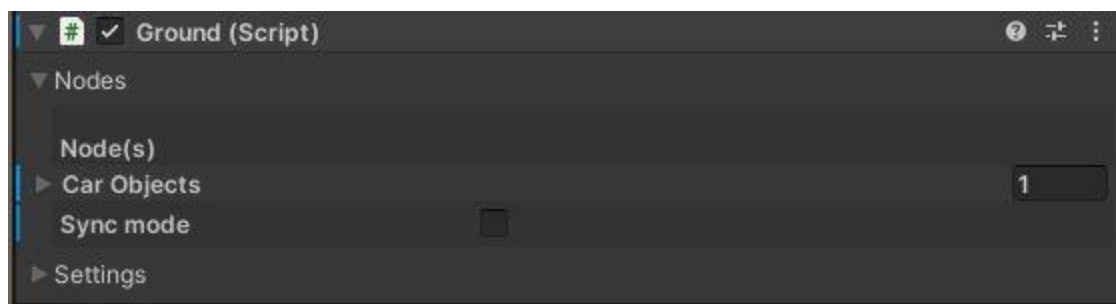 # Ground (Script)
Nodes
Node(s)
Car Objects 1
Sync mode
Settings